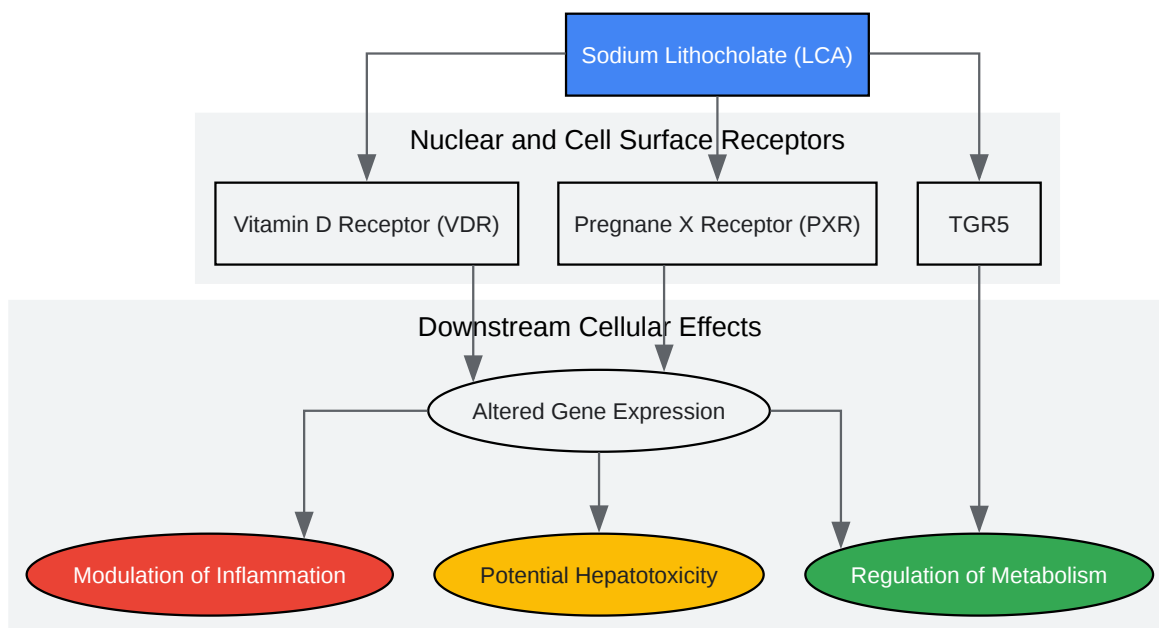 Sodium Lithocholate (LCA)
Nuclear and Cell Surface Receptors
Vitamin D Receptor (VDR)
Pregnane X Receptor (PXR)
TGR5
Downstream Cellular Effects
Altered Gene Expression
Modulation of Inflammation
Potential Hepatotoxicity
Regulation of Metabolism